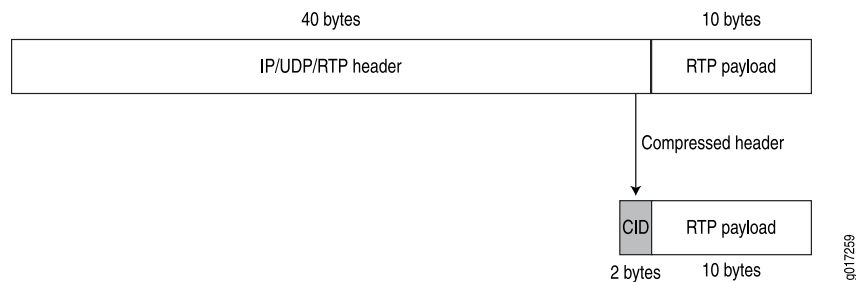 40 bytes
10 bytes
IP/UDP/RTP header
RTP payload
Compressed header
CID
RTP payload
2 bytes
10 bytes
g017259